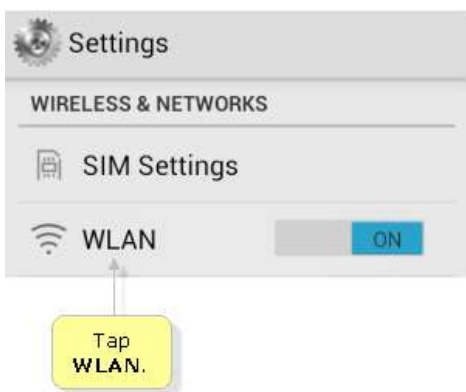 Settings
WIRELESS & NETWORKS
SIM Settings
WLAN ON
Tap
WLAN.